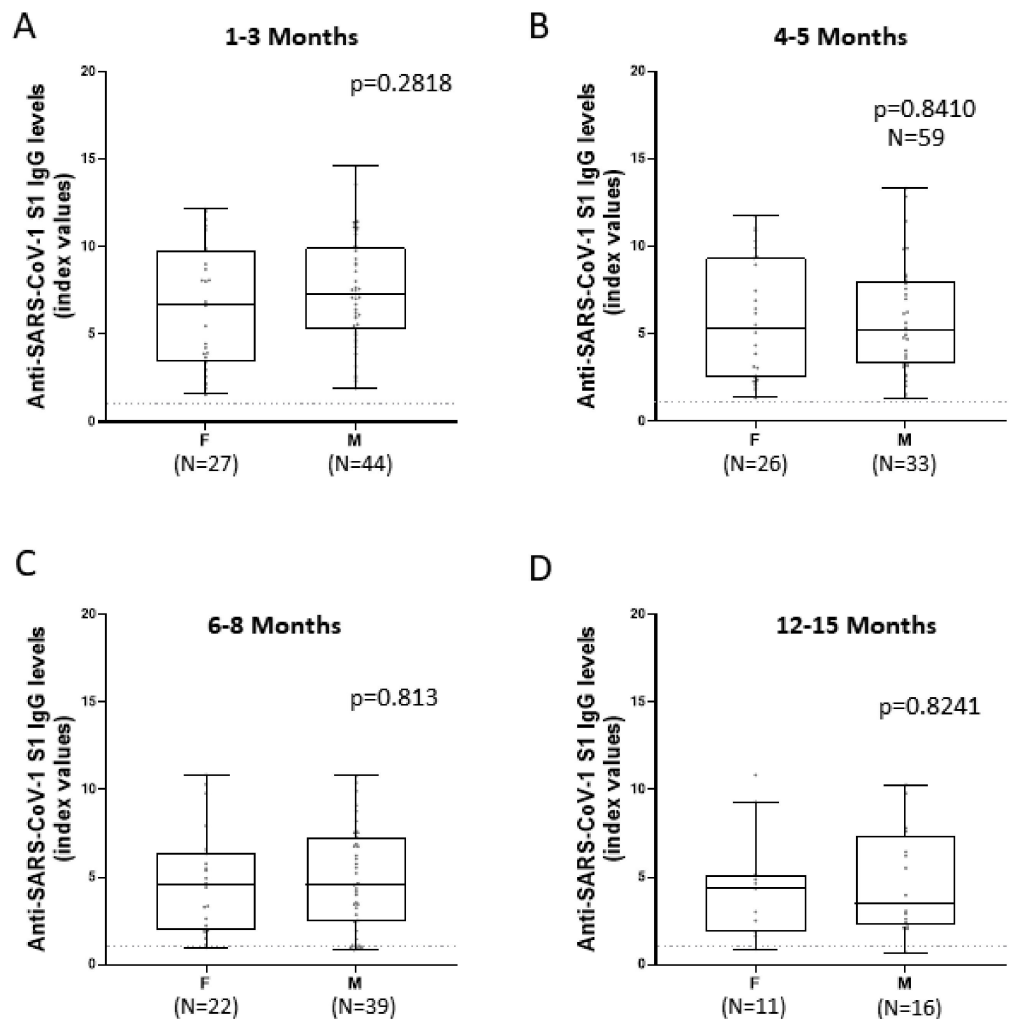 A
1-3 Months
p=0.2818
Anti-SARS-CoV-1 S1 IgG levels
(index values)
20
15
10
5
0
F
M
(N=27)
(N=44)
B
4-5 Months
p=0.8410
N=59
Anti-SARS-CoV-1 S1 IgG levels
(index values)
20
15
10
5
0
F
M
(N=26)
(N=33)
C
6-8 Months
p=0.813
Anti-SARS-CoV-1 S1 IgG levels
(index values)
20
15
10
5
0
F
M
(N=22)
(N=39)
D
12-15 Months
p=0.8241
Anti-SARS-CoV-1 S1 IgG levels
(index values)
20
15
10
5
0
F
M
(N=11)
(N=16)